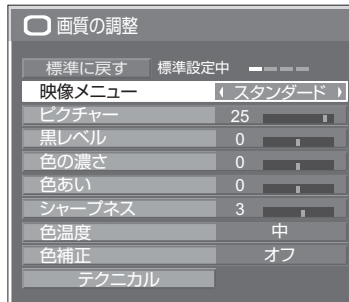 画質の調整
標準に戻す 標準設定中
映像メニュー スタンダード
ピクチャー 25
黒レベル 0
色の濃さ 0
色あい 0
シャープネス 3
色温度 中
色補正 オフ
テクニカル